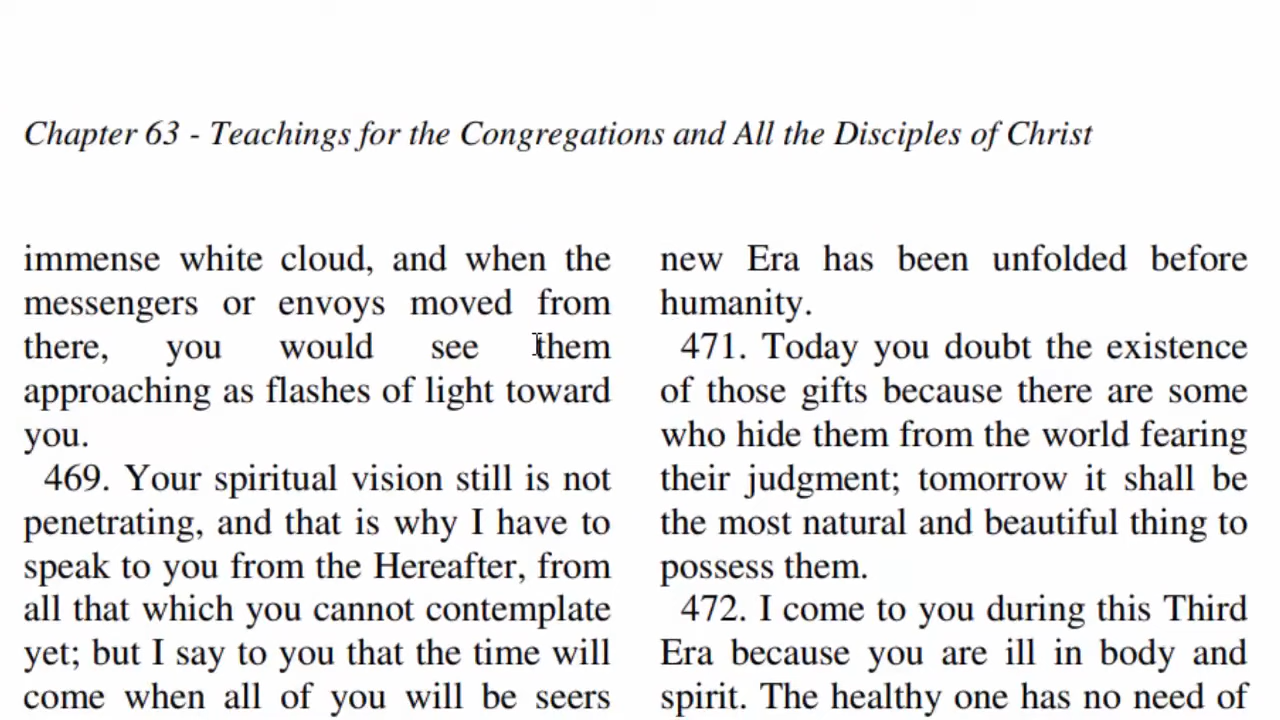 Chapter 63 - Teachings for the Congregations and All the Disciples of Christ
immense white cloud, and when the
messengers or envoys moved from
there, you would see them
approaching as flashes of light toward
you.
469. Your spiritual vision still is not
penetrating, and that is why I have to
speak to you from the Hereafter, from
all that which you cannot contemplate
yet; but I say to you that the time will
come when all of you will be seers
new Era has been unfolded before
humanity.
471. Today you doubt the existence
of those gifts because there are some
who hide them from the world fearing
their judgment; tomorrow it shall be
the most natural and beautiful thing to
possess them.
472. I come to you during this Third
Era because you are ill in body and
spirit. The healthy one has no need of